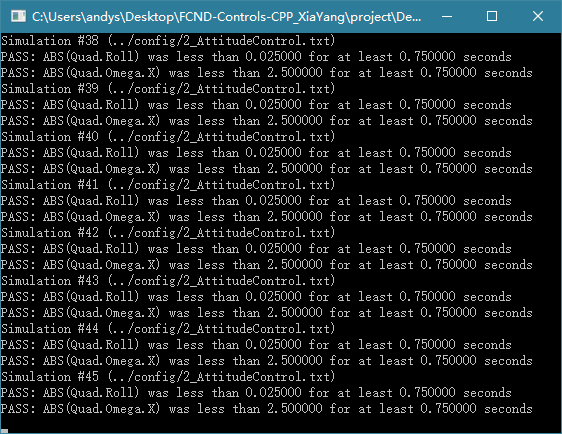 C:\Users\andys\Desktop\FCND-Controls-CPP_XiaYang\project\De...
Simulation #38 (../config/2_AttitudeControl.txt)
PASS: ABS(Quad.Roll) was less than 0.025000 for at least 0.750000 seconds
PASS: ABS(Quad.Omega.X) was less than 2.500000 for at least 0.750000 seconds
Simulation #39 (../config/2_AttitudeControl.txt)
PASS: ABS(Quad.Roll) was less than 0.025000 for at least 0.750000 seconds
PASS: ABS(Quad.Omega.X) was less than 2.500000 for at least 0.750000 seconds
Simulation #40 (../config/2_AttitudeControl.txt)
PASS: ABS(Quad.Roll) was less than 0.025000 for at least 0.750000 seconds
PASS: ABS(Quad.Omega.X) was less than 2.500000 for at least 0.750000 seconds
Simulation #41 (../config/2_AttitudeControl.txt)
PASS: ABS(Quad.Roll) was less than 0.025000 for at least 0.750000 seconds
PASS: ABS(Quad.Omega.X) was less than 2.500000 for at least 0.750000 seconds
Simulation #42 (../config/2_AttitudeControl.txt)
PASS: ABS(Quad.Roll) was less than 0.025000 for at least 0.750000 seconds
PASS: ABS(Quad.Omega.X) was less than 2.500000 for at least 0.750000 seconds
Simulation #43 (../config/2_AttitudeControl.txt)
PASS: ABS(Quad.Roll) was less than 0.025000 for at least 0.750000 seconds
PASS: ABS(Quad.Omega.X) was less than 2.500000 for at least 0.750000 seconds
Simulation #44 (../config/2_AttitudeControl.txt)
PASS: ABS(Quad.Roll) was less than 0.025000 for at least 0.750000 seconds
PASS: ABS(Quad.Omega.X) was less than 2.500000 for at least 0.750000 seconds
Simulation #45 (../config/2_AttitudeControl.txt)
PASS: ABS(Quad.Roll) was less than 0.025000 for at least 0.750000 seconds
PASS: ABS(Quad.Omega.X) was less than 2.500000 for at least 0.750000 seconds